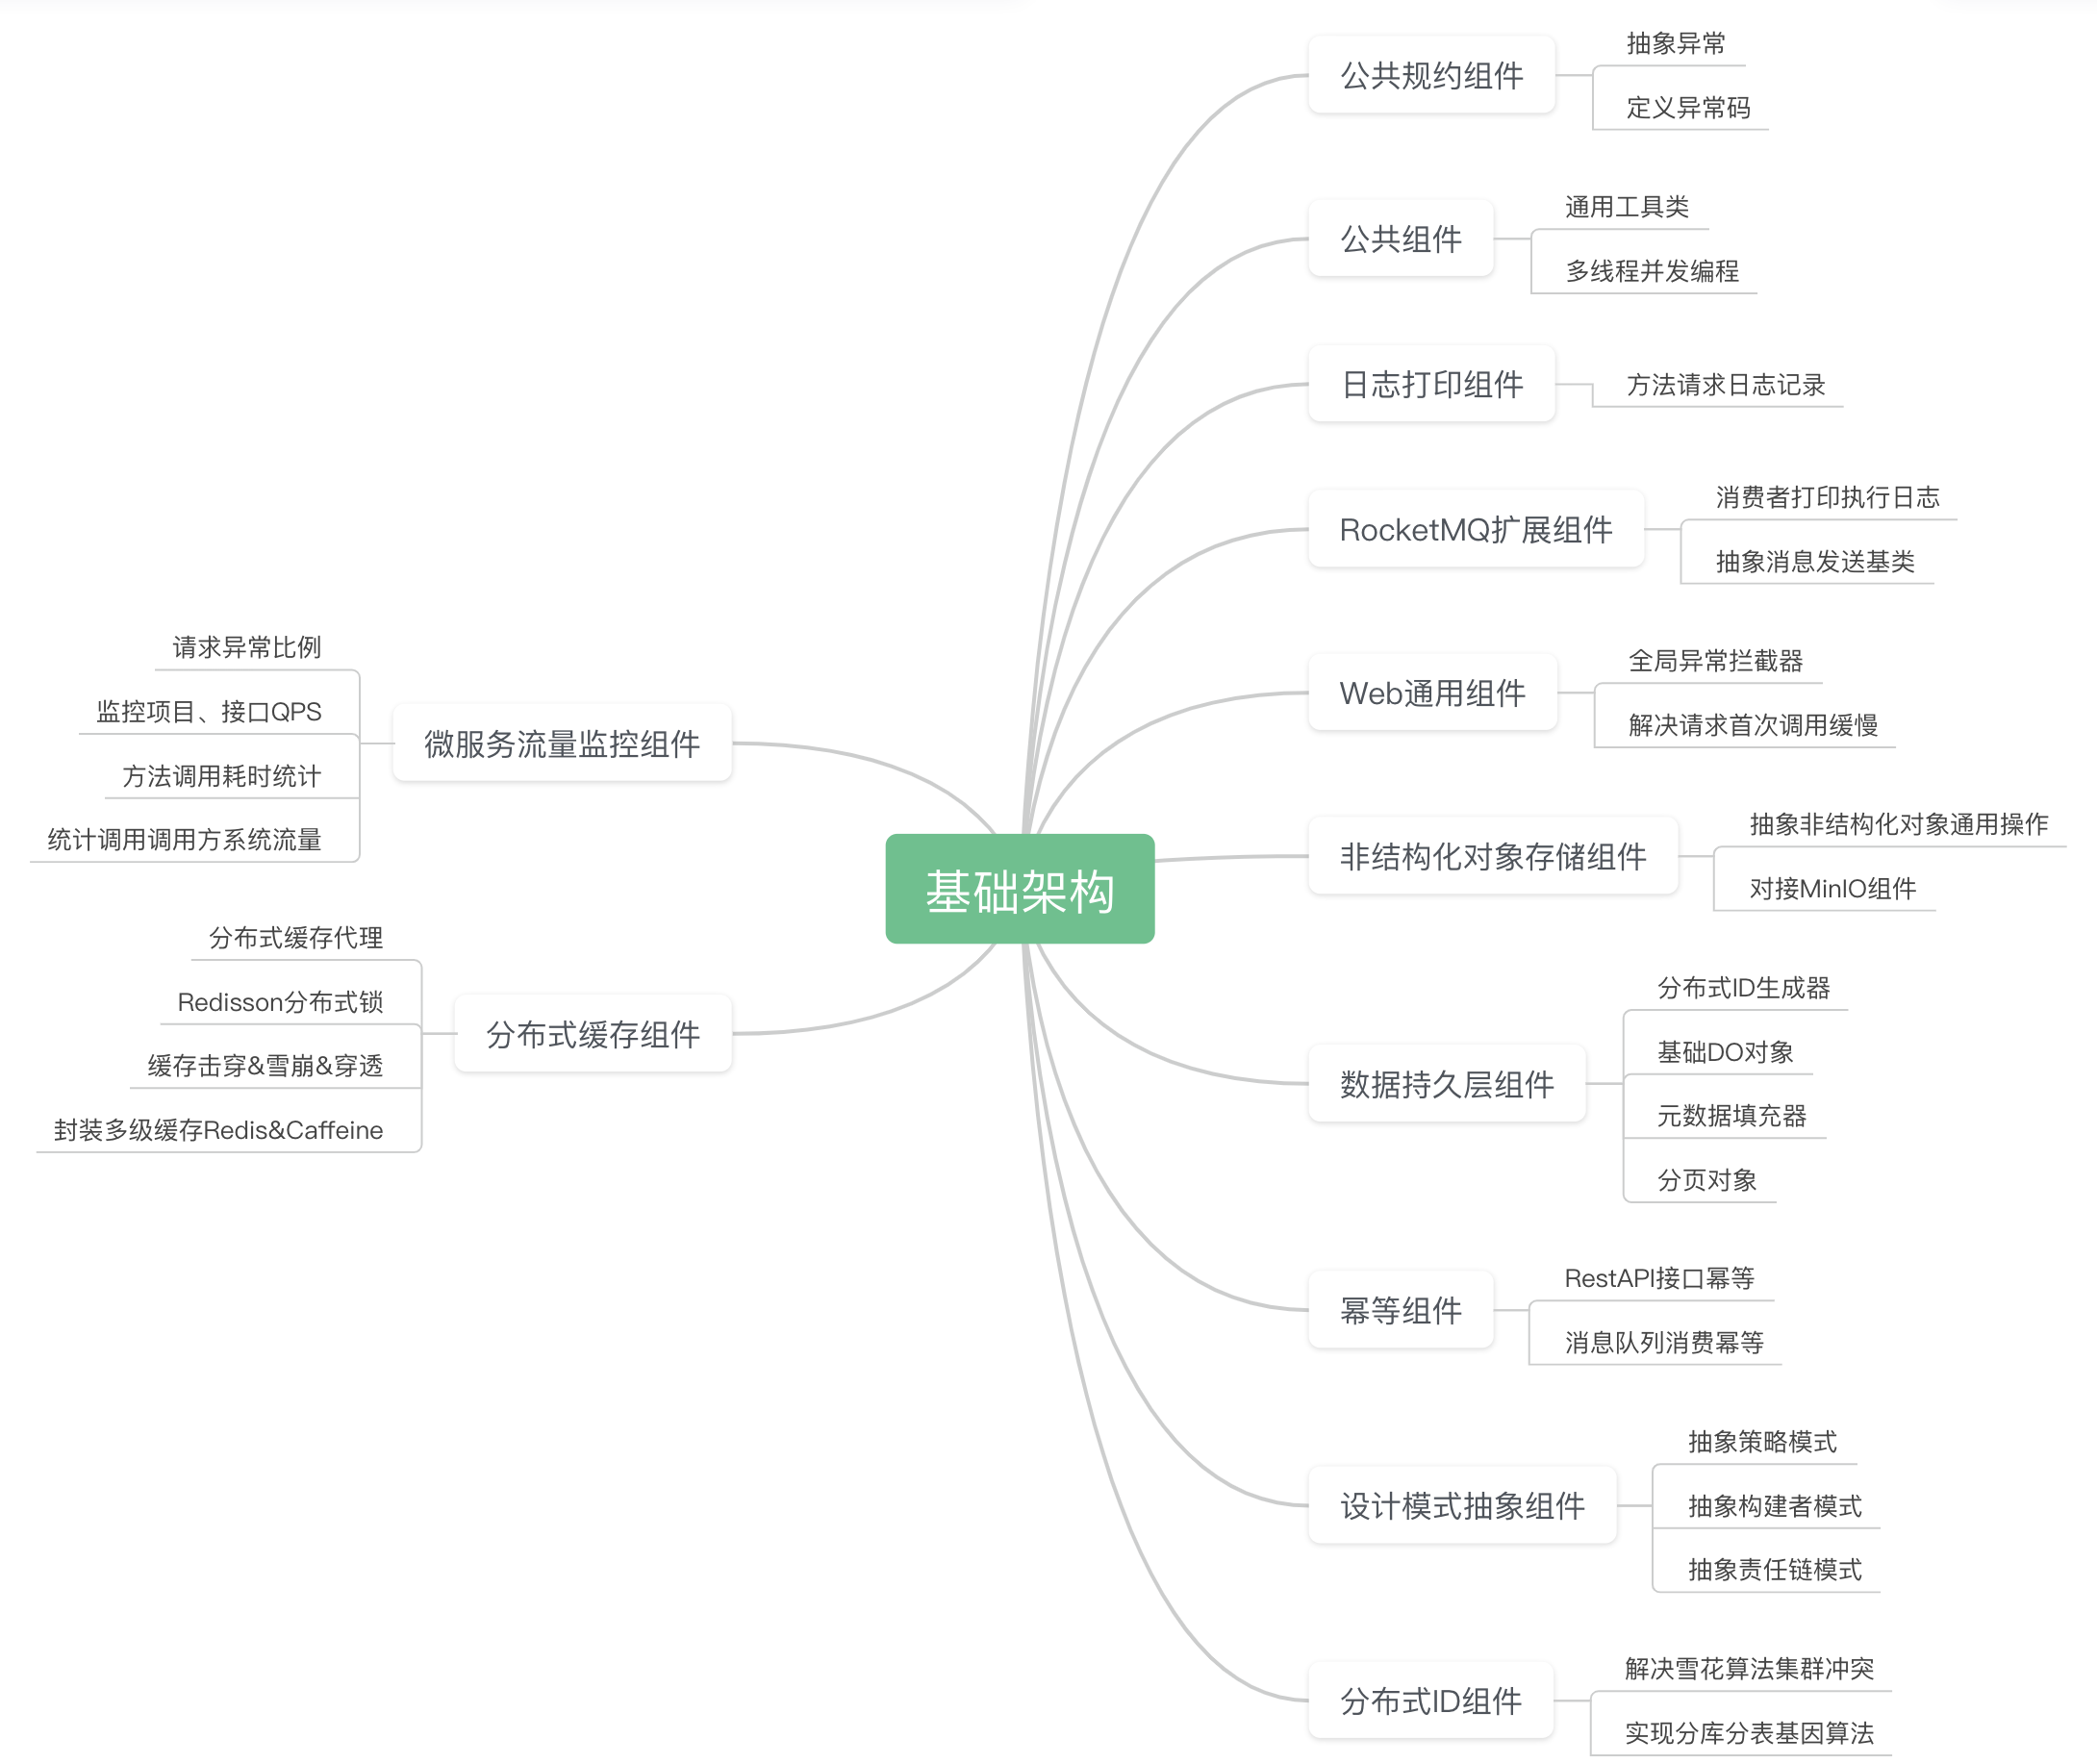 基础架构
公共规约组件
抽象异常
定义异常码
公共组件
通用工具类
多线程并发编程
日志打印组件
方法请求日志记录
RocketMQ扩展组件
消费者打印执行日志
抽象消息发送基类
Web通用组件
全局异常拦截器
解决请求首次调用缓慢
非结构化对象存储组件
抽象非结构化对象通用操作
对接MinIO组件
数据持久层组件
分布式ID生成器
基础DO对象
元数据填充器
分页对象
幂等组件
RestAPI接口幂等
消息队列消费幂等
设计模式抽象组件
抽象策略模式
抽象构建者模式
抽象责任链模式
分布式ID组件
解决雪花算法集群冲突
实现分库分表基因算法
微服务流量监控组件
请求异常比例
监控项目、接口QPS
方法调用耗时统计
统计调用调用方系统流量
分布式缓存组件
分布式缓存代理
Redisson分布式锁
缓存击穿&雪崩&穿透
封装多级缓存Redis&Caffeine